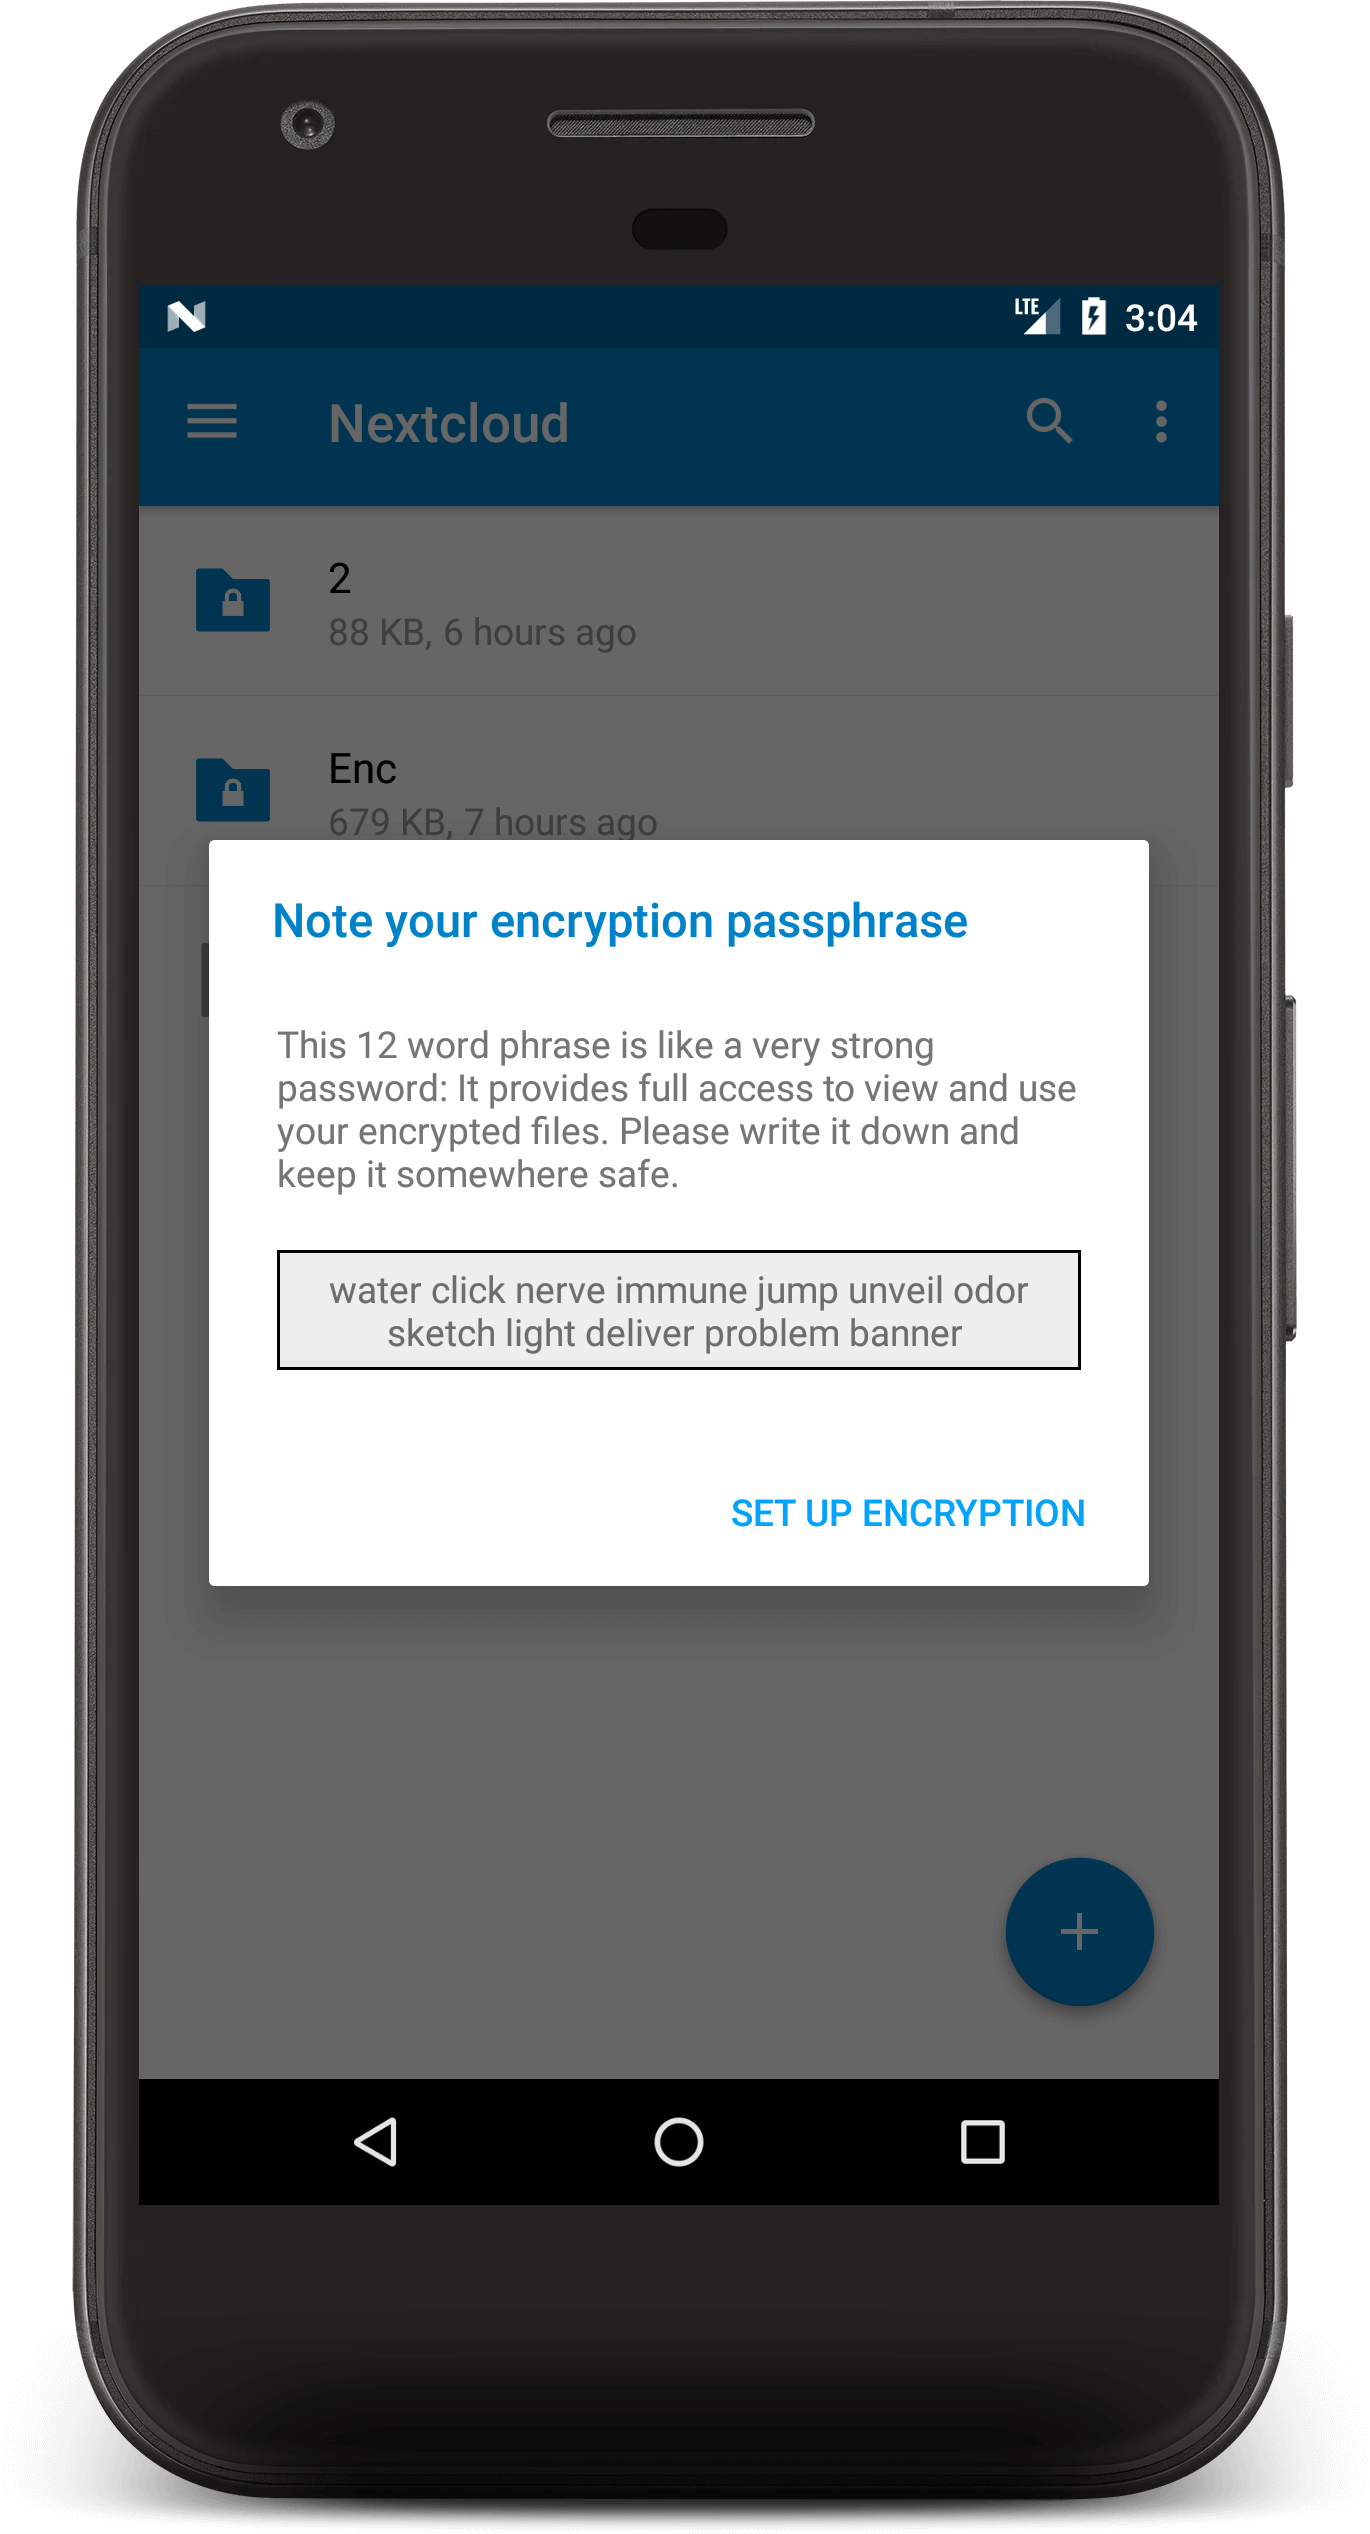 LTE 3:04
Nextcloud
2
88 KB, 6 hours ago
Enc
679 KB, 7 hours ago
Note your encryption passphrase
This 12 word phrase is like a very strong
password: It provides full access to view and use
your encrypted files. Please write it down and
keep it somewhere safe.
water click nerve immune jump unveil odor
sketch light deliver problem banner
SET UP ENCRYPTION